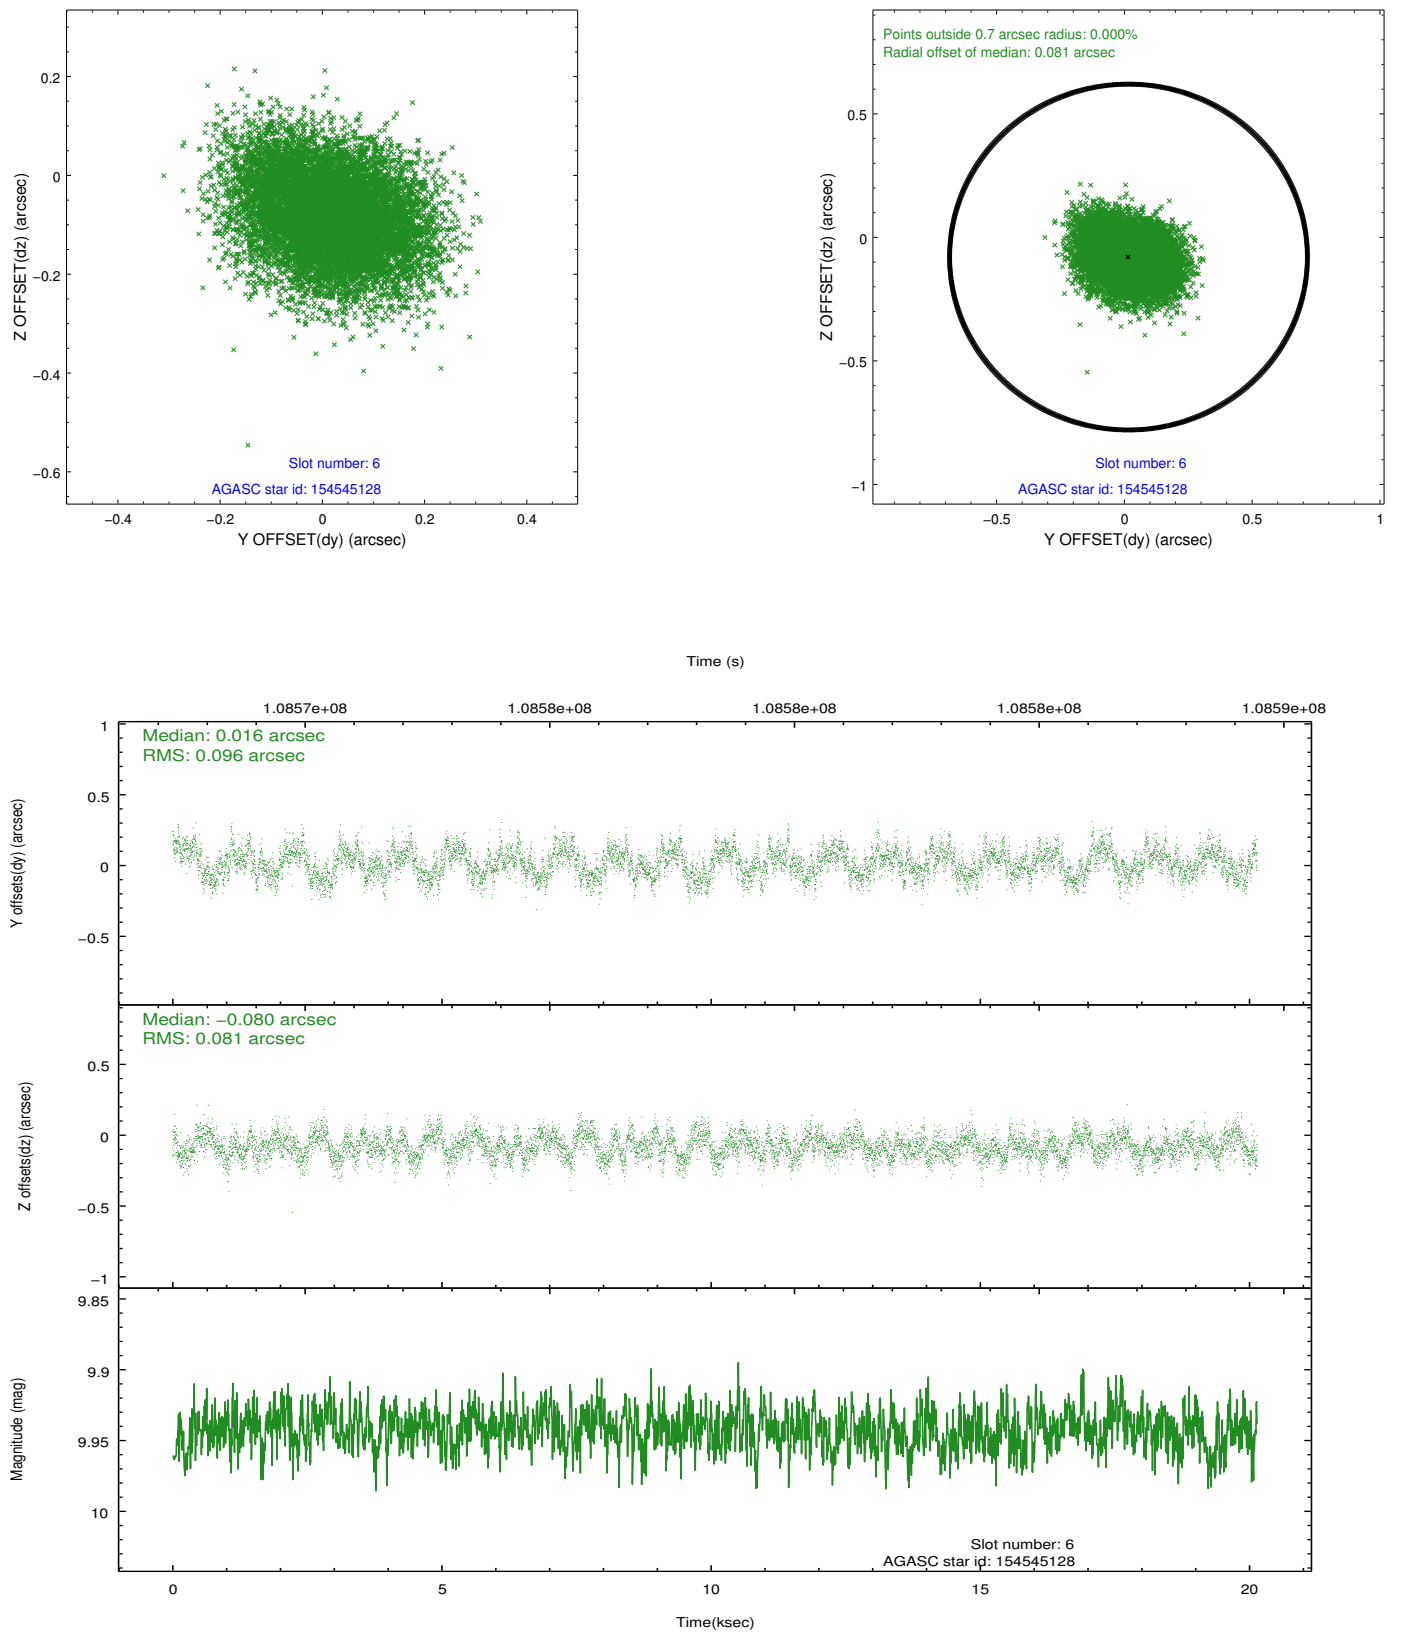 0.2
0
−0.2
−0.4
−0.6
Z OFFSET(dz) (arcsec)
Slot number: 6
AGASC star id: 154545128
−0.4
−0.2
0
0.2
0.4
Y OFFSET(dy) (arcsec)
Points outside 0.7 arcsec radius: 0.000%
Radial offset of median: 0.081 arcsec
0.5
0
−0.5
−1
Z OFFSET(dz) (arcsec)
Slot number: 6
AGASC star id: 154545128
−0.5
0
0.5
1
Y OFFSET(dy) (arcsec)
Time (s)
1.0857e+08
1.0858e+08
1.0858e+08
1.0858e+08
1.0859e+08
Median: 0.016 arcsec
RMS: 0.096 arcsec
1
0.5
0
−0.5
Y offsets(dy) (arcsec)
Median: −0.080 arcsec
RMS: 0.081 arcsec
0.5
0
−0.5
−1
Z offsets(dz) (arcsec)
9.85
9.9
9.95
10
Magnitude (mag)
Slot number: 6
AGASC star id: 154545128
0
5
10
15
20
Time(ksec)